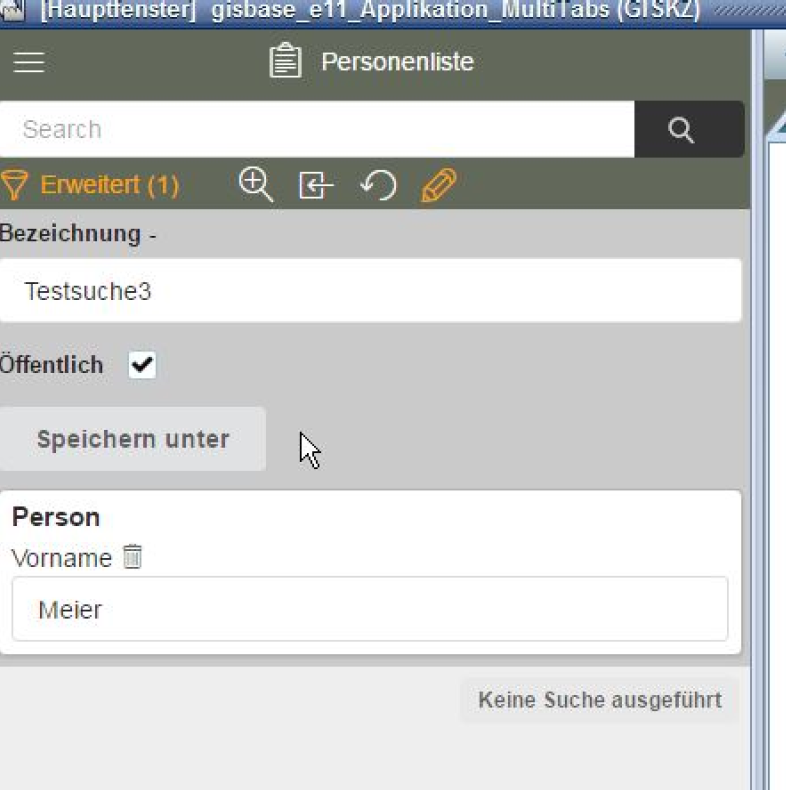 [Hauptfenster] gisbase_e11_Applikation_MultiTabs (GISKZ)
Personenliste
Search
Erweitert (1)
Bezeichnung -
Testsuche3
Öffentlich
Speichern unter
Person
Vorname
Meier
Keine Suche ausgeführt